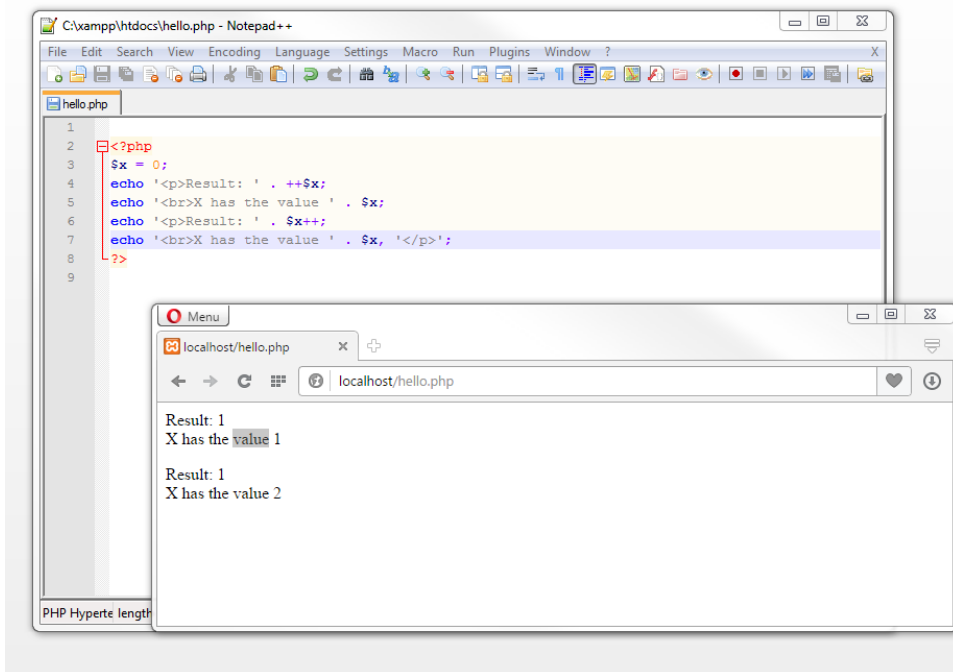 C:\xampp\htdocs\hello.php - Notepad++
File Edit Search View Encoding Language Settings Macro Run Plugins Window ? X
hello.php
1
2 <?php
3 $x = 0;
4 echo '<p>Result: ' . ++$x;
5 echo '<br>X has the value ' . $x;
6 echo '<p>Result: ' . $x++;
7 echo '<br>X has the value ' . $x, '</p>';
8 ?>
9
Menu
localhost/hello.php
localhost/hello.php
Result: 1
X has the value 1
Result: 1
X has the value 2
PHP Hyperte length